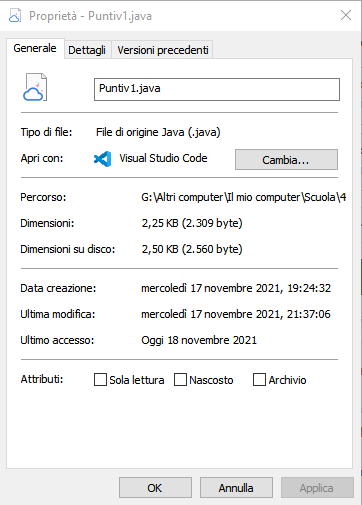 Proprietà - Puntiv1.java
Generale Dettagli Versioni precedenti
Puntiv1.java
Tipo di file: File di origine Java (.java)
Apri con: Visual Studio Code Cambia...
Percorso: G:\Altri computer\Il mio computer\Scuola\4
Dimensioni: 2,25 KB (2.309 byte)
Dimensioni su disco: 2,50 KB (2.560 byte)
Data creazione: mercoledì 17 novembre 2021, 19:24:32
Ultima modifica: mercoledì 17 novembre 2021, 21:37:06
Ultimo accesso: Oggi 18 novembre 2021
Attributi: Sola lettura Nascosto Archivio
OK Annulla Applica